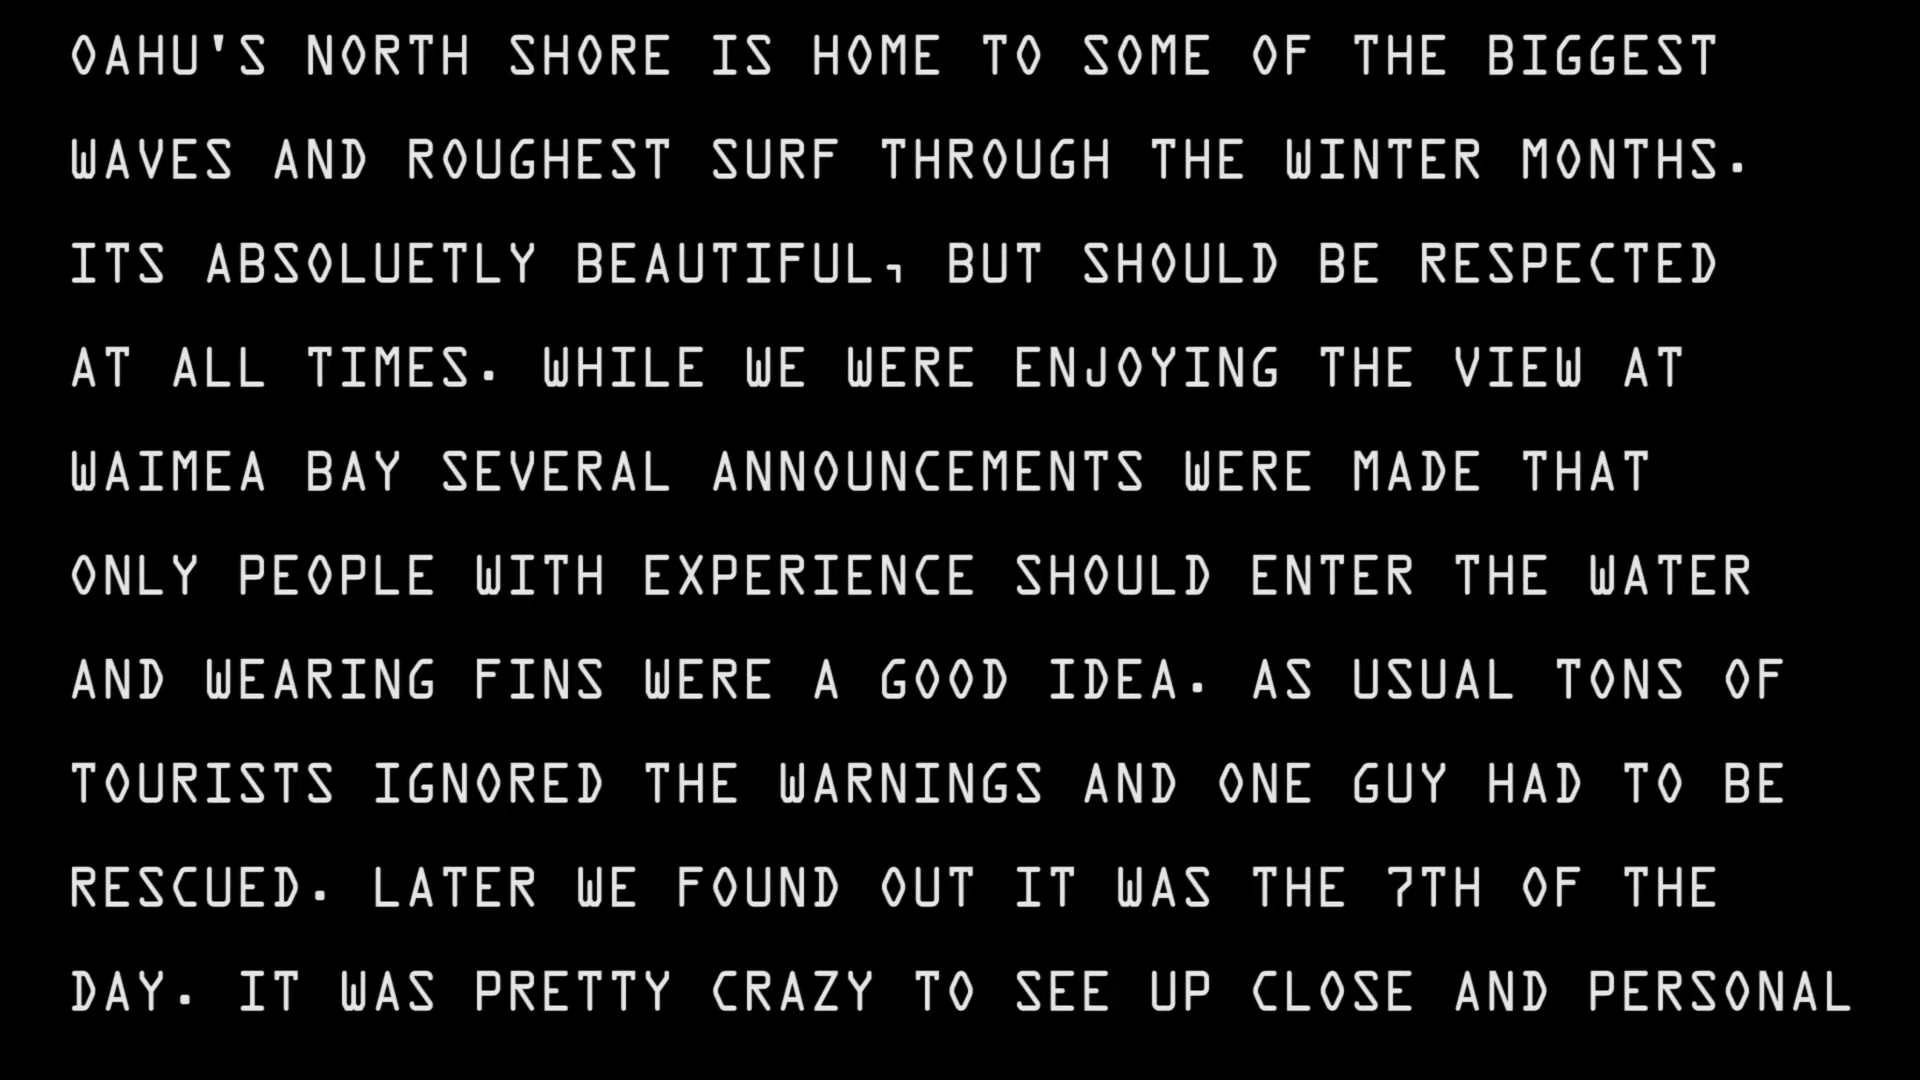 OAHU'S NORTH SHORE IS HOME TO SOME OF THE BIGGEST
WAVES AND ROUGHEST SURF THROUGH THE WINTER MONTHS.
ITS ABSOLUETLY BEAUTIFUL, BUT SHOULD BE RESPECTED
AT ALL TIMES. WHILE WE WERE ENJOYING THE VIEW AT
WAIMEA BAY SEVERAL ANNOUNCEMENTS WERE MADE THAT
ONLY PEOPLE WITH EXPERIENCE SHOULD ENTER THE WATER
AND WEARING FINS WERE A GOOD IDEA. AS USUAL TONS OF
TOURISTS IGNORED THE WARNINGS AND ONE GUY HAD TO BE
RESCUED. LATER WE FOUND OUT IT WAS THE 7TH OF THE
DAY. IT WAS PRETTY CRAZY TO SEE UP CLOSE AND PERSONAL